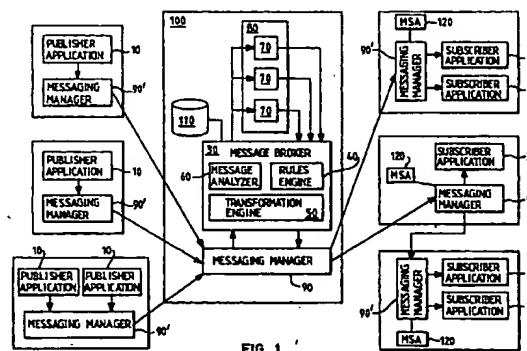 PUBLISHER APPLICATION
10
MESSAGING MANAGER
90'
PUBLISHER APPLICATION
10
MESSAGING MANAGER
90'
10
10
PUBLISHER APPLICATION
PUBLISHER APPLICATION
MESSAGING MANAGER
90'
100
70
70
70
110
MESSAGE BROKER
MESSAGE ANALYZER
RULES ENGINE
60
40
TRANSFORMATION ENGINE
50
MESSAGING MANAGER
90
MSA
120
90'
MESSAGING MANAGER
SUBSCRIBER APPLICATION
SUBSCRIBER APPLICATION
SUBSCRIBER APPLICATION
120
MSA
MESSAGING MANAGER
90'
MESSAGING MANAGER
SUBSCRIBER APPLICATION
SUBSCRIBER APPLICATION
MSA
120
FIG 1